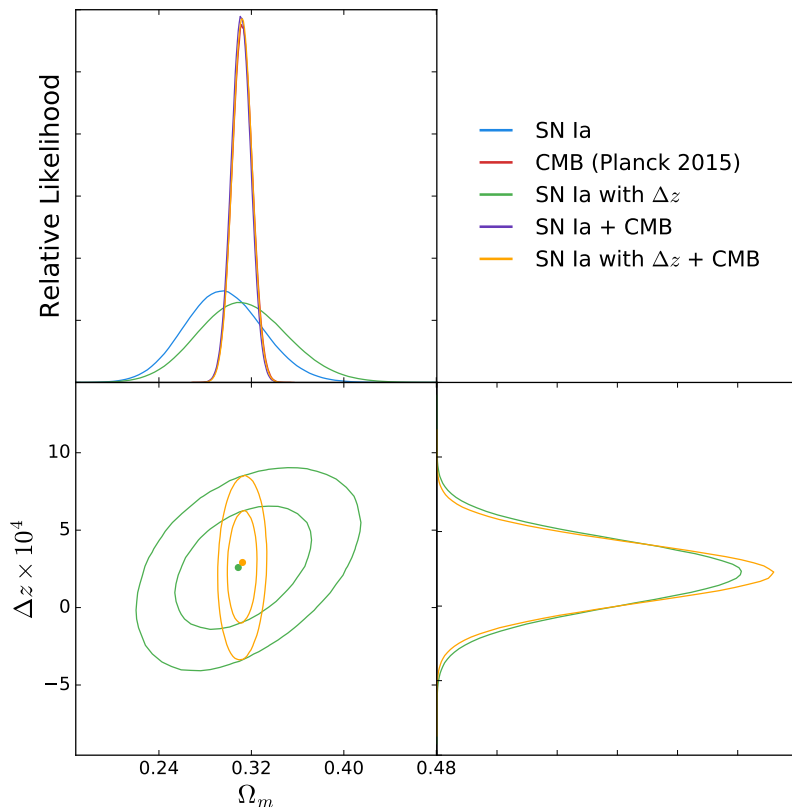 Relative Likelihood
SN Ia
CMB (Planck 2015)
SN Ia with Δz
SN Ia + CMB
SN Ia with Δz + CMB
Δz × 10⁴
10
5
0
−5
0.24 0.32 0.40 0.48
Ωₘ